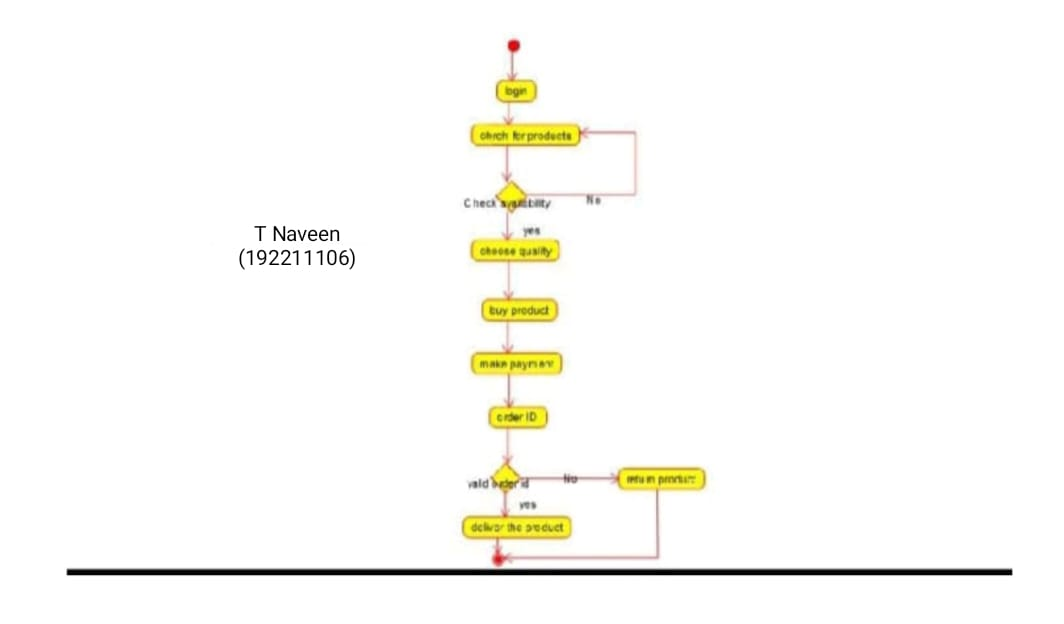 login
for products
Check availability
No
yes
T Naveen
(192211106)
choose quality
buy product
make payment
order ID
valid order id
No
return product
yes
deliver the product